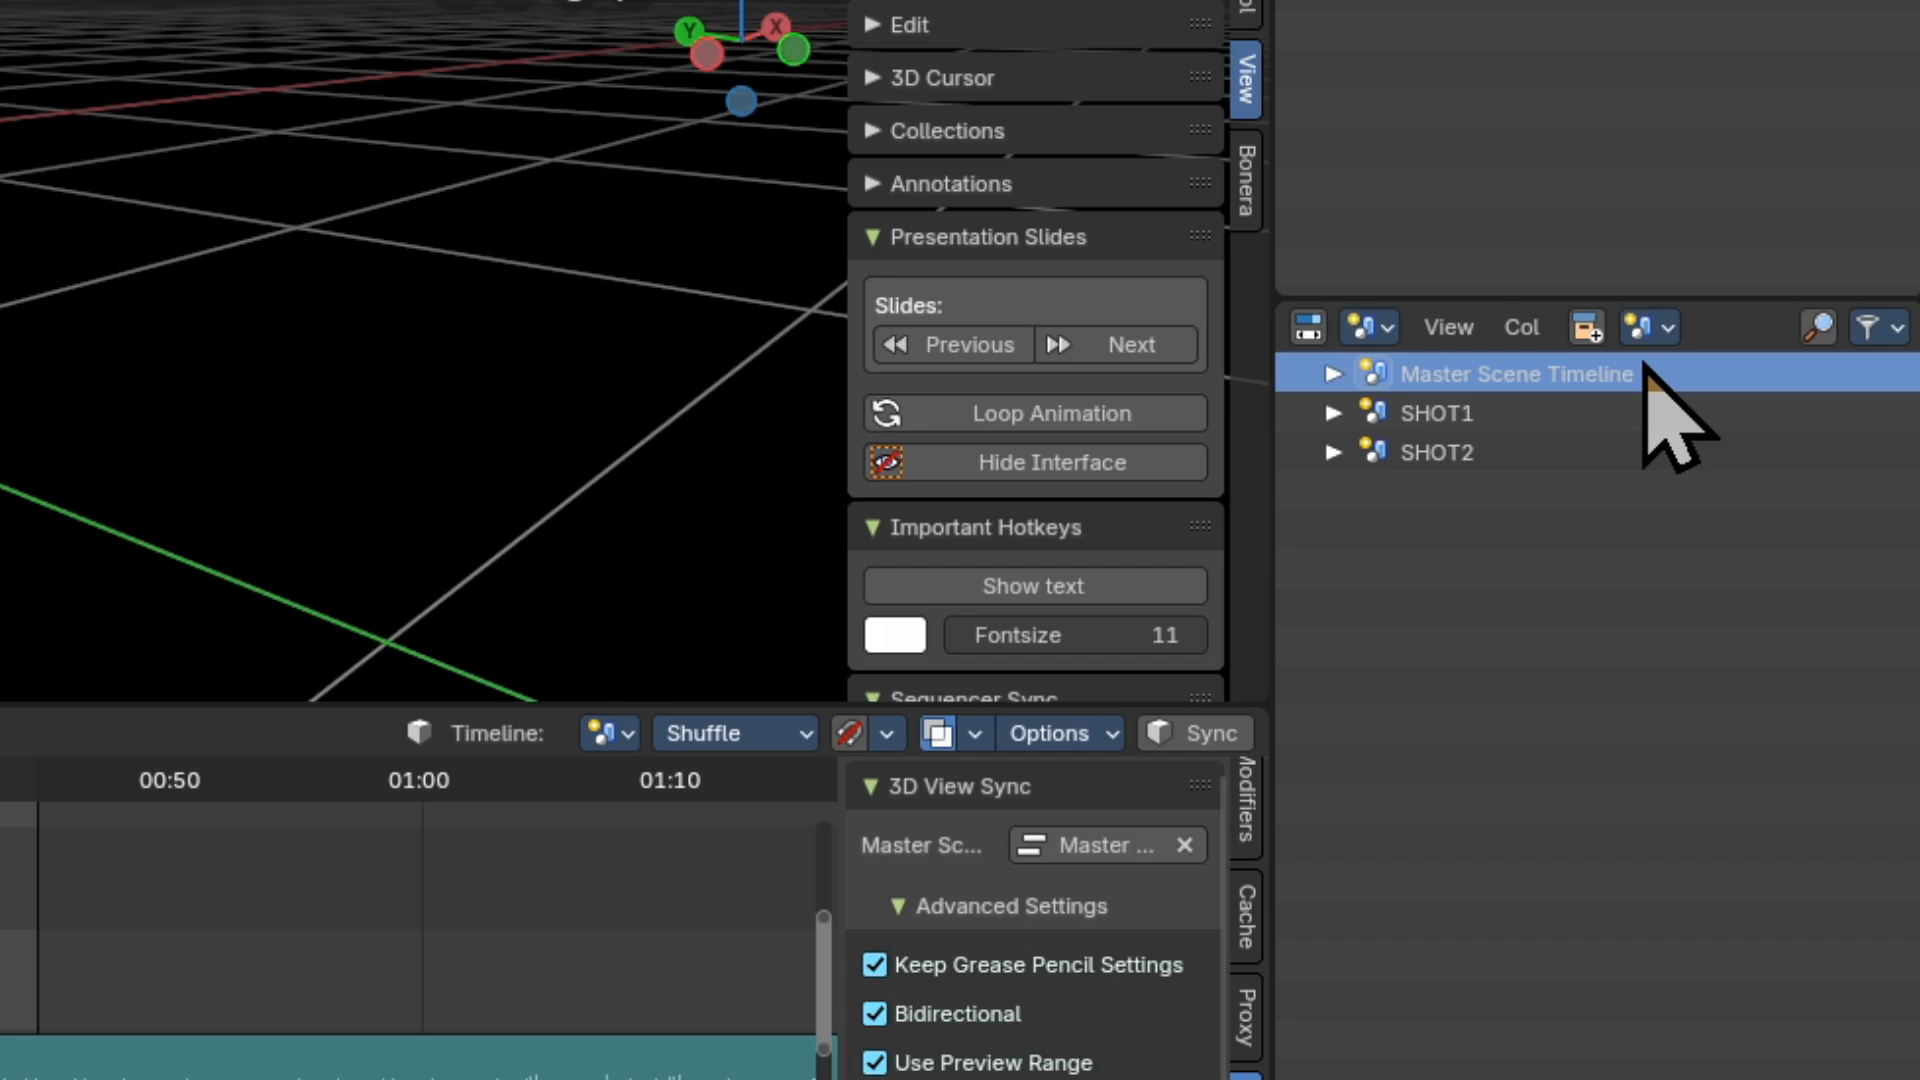 Edit
3D Cursor
Collections
Annotations
Presentation Slides
Slides:
Previous
Next
Loop Animation
Hide Interface
Important Hotkeys
Show text
Fontsize 11
Sequencer Sync
View
Bonera
View Col
Master Scene Timeline
SHOT1
SHOT2
Timeline: Shuffle Options Sync
00:50 01:00 01:10
3D View Sync
Master Sc... Master ...
Advanced Settings
Keep Grease Pencil Settings
Bidirectional
Use Preview Range
Modifiers
Cache
Proxy
Y X